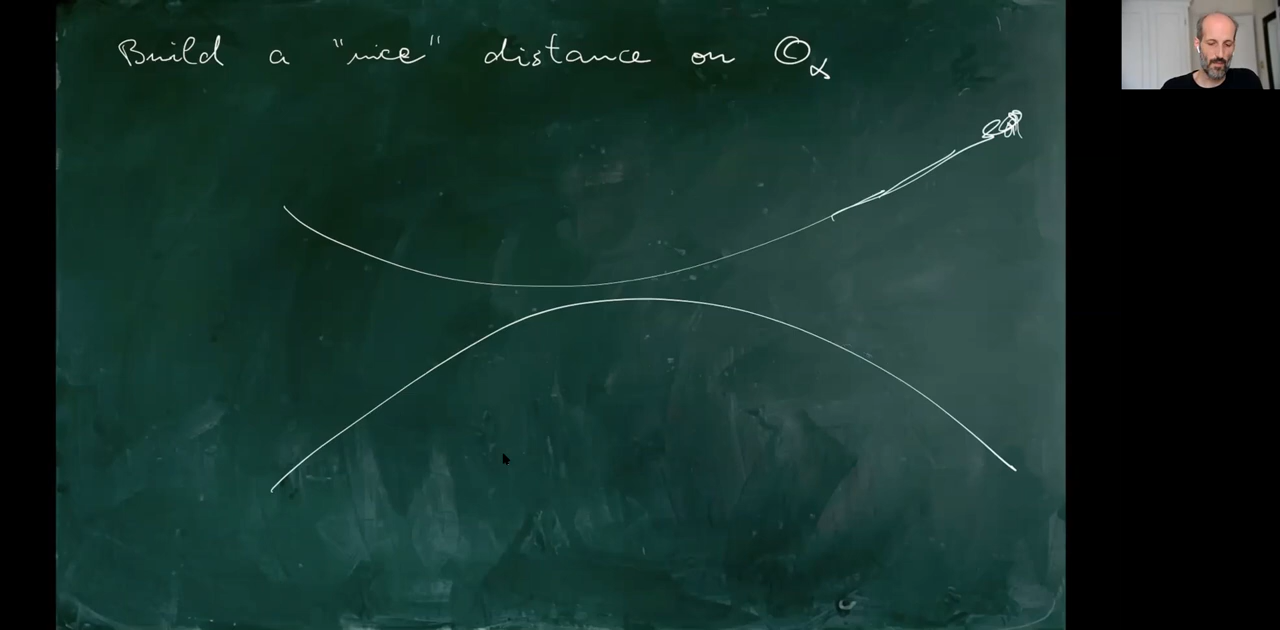 Build a "nice" distance on 𝕆_α